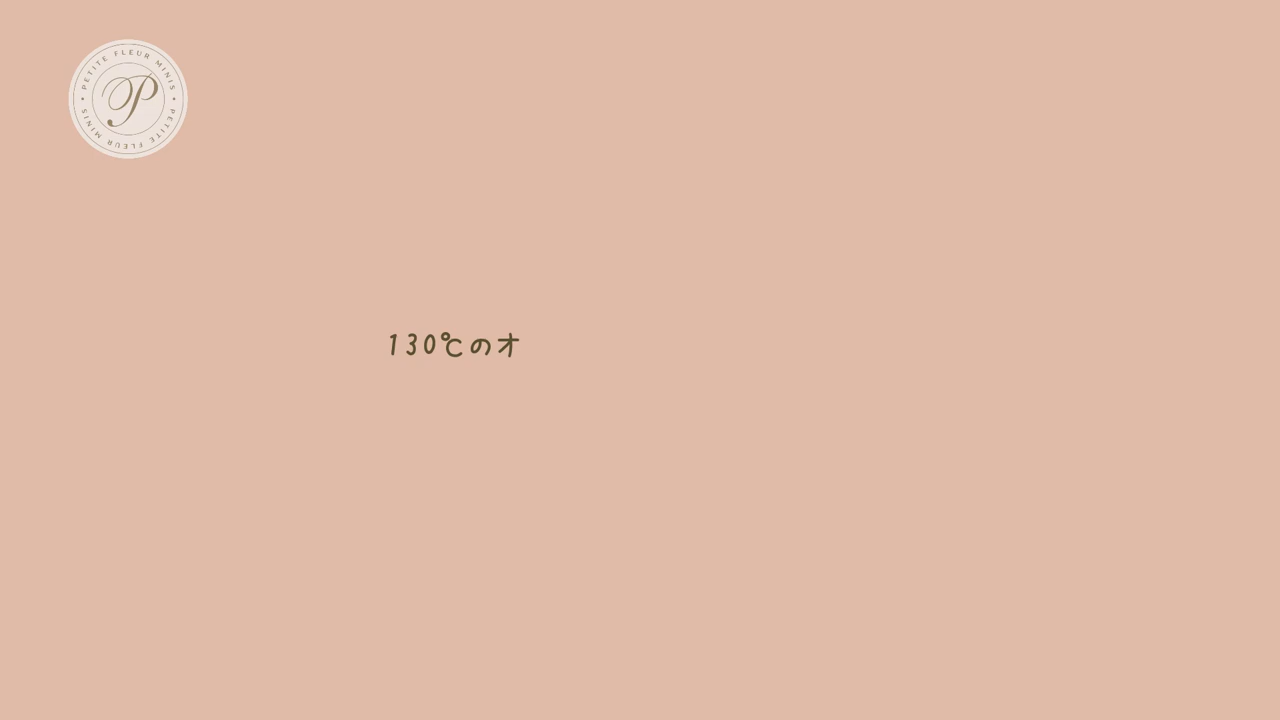 PETITE FLEUR MINIS • PETITE FLEUR MINIS •
P
130℃のオ